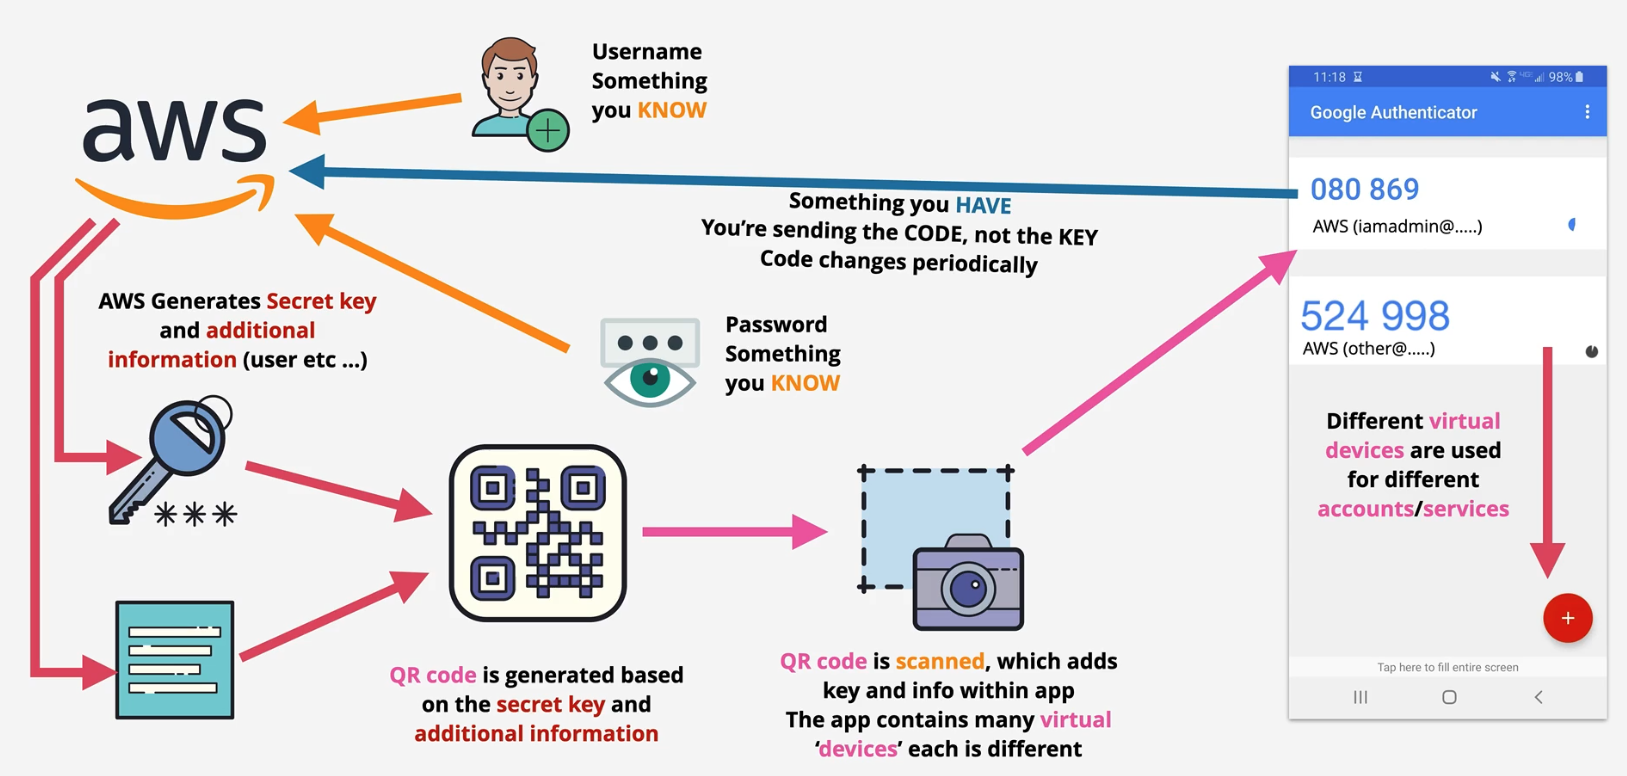 aws
Username
Something
you KNOW
Something you HAVE
You're sending the CODE, not the KEY
Code changes periodically
AWS Generates Secret key
and additional
information (user etc ...)
Password
Something
you KNOW
QR code is generated based
on the secret key and
additional information
QR code is scanned, which adds
key and info within app
The app contains many virtual
‘devices’ each is different
11:18
98%
Google Authenticator
080 869
AWS (iamadmin@.....)
524 998
AWS (other@.....)
Different virtual
devices are used
for different
accounts/services
Tap here to fill entire screen